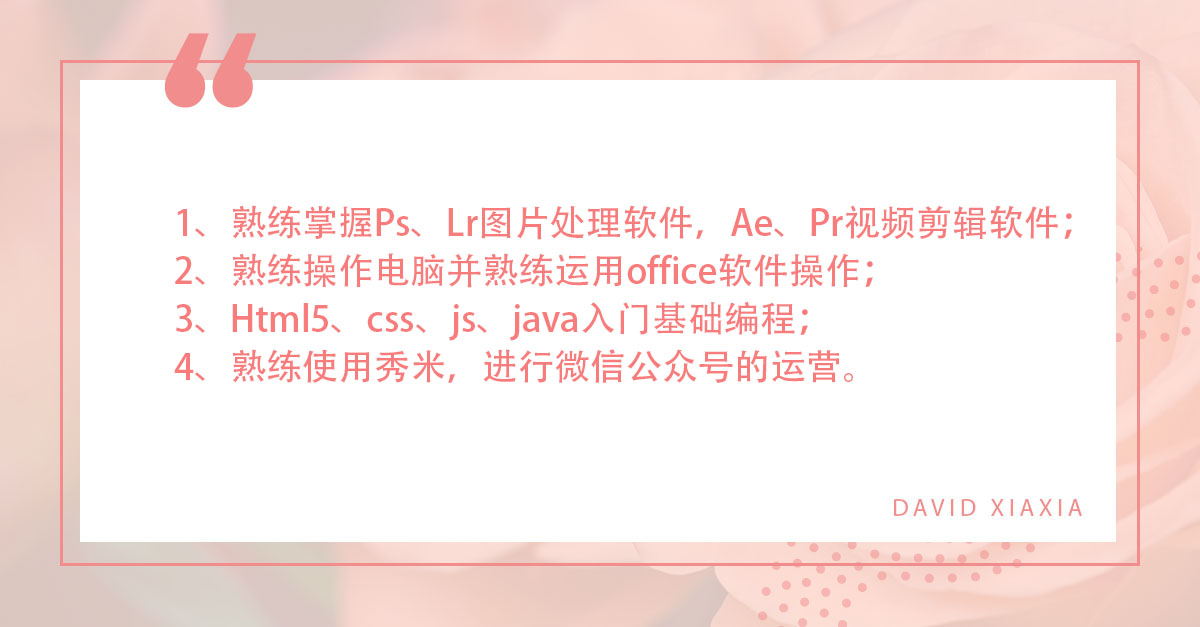 1、熟练掌握Ps、Lr图片处理软件，Ae、Pr视频剪辑软件；
2、熟练操作电脑并熟练运用office软件操作；
3、Html5、css、js、java入门基础编程；
4、熟练使用秀米，进行微信公众号的运营。
DAVID XIAXIA